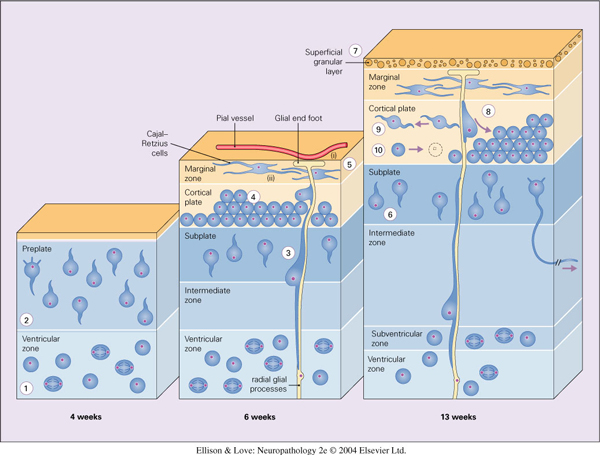 Preplate
2
Ventricular
zone
1
4 weeks
Pial vessel
Glial end foot
Cajal–
Retzius
cells
(i)
5
Marginal
zone
(ii)
Cortical
plate
4
Subplate
3
Intermediate
zone
Ventricular
zone
radial glial
processes
6 weeks
Superficial
granular
layer
7
Marginal
zone
Cortical plate
8
9
10
Subplate
6
Intermediate
zone
Subventricular
zone
Ventricular
zone
13 weeks
Ellison & Love: Neuropathology 2e © 2004 Elsevier Ltd.